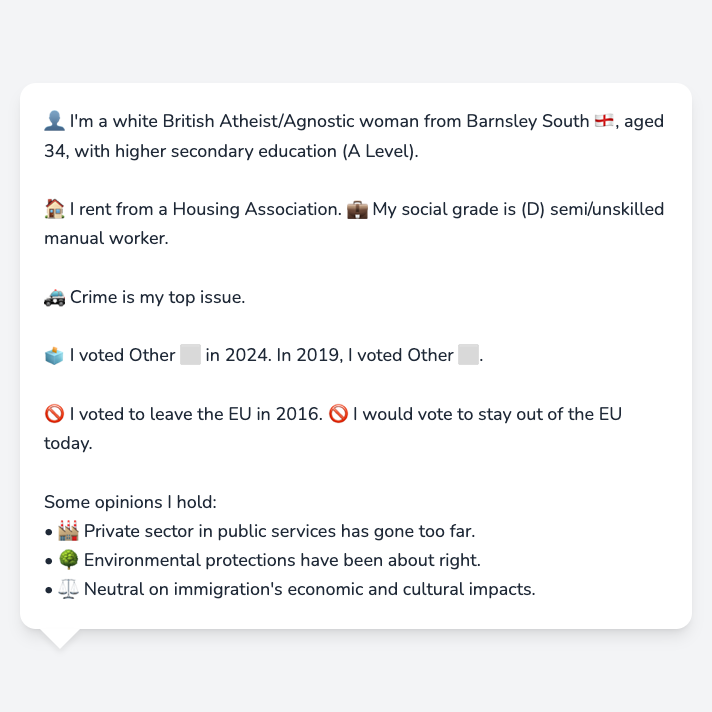 👤 I'm a white British Atheist/Agnostic woman from Barnsley South 🏴󠁧󠁢󠁥󠁮󠁧󠁿, aged
34, with higher secondary education (A Level).
🏠 I rent from a Housing Association. 💼 My social grade is (D) semi/unskilled
manual worker.
🚓 Crime is my top issue.
🗳️ I voted Other ⬜ in 2024. In 2019, I voted Other ⬜.
🚫 I voted to leave the EU in 2016. 🚫 I would vote to stay out of the EU
today.
Some opinions I hold:
• 🏭 Private sector in public services has gone too far.
• 🌳 Environmental protections have been about right.
• ⚖️ Neutral on immigration's economic and cultural impacts.